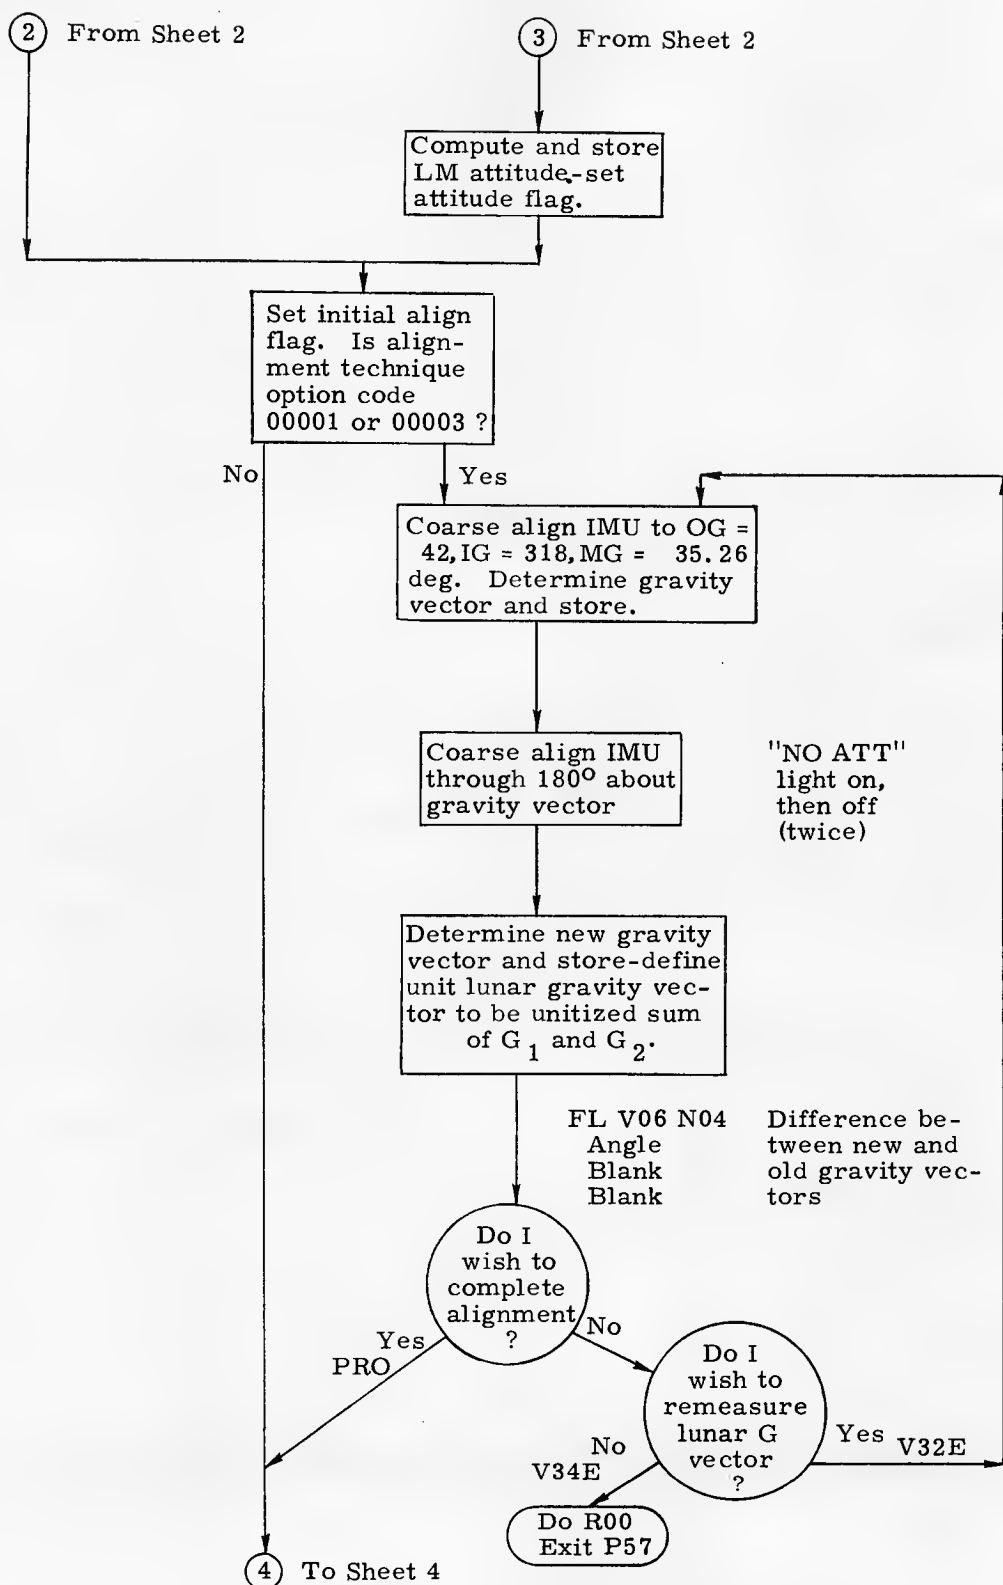 2 From Sheet 2
3 From Sheet 2
Compute and store
LM attitude-set
attitude flag.
Set initial align
flag. Is align-
ment technique
option code
00001 or 00003 ?
No
Yes
Coarse align IMU to OG =
42, IG = 318, MG = 35.26
deg. Determine gravity
vector and store.
Coarse align IMU
through 180° about
gravity vector
"NO ATT"
light on,
then off
(twice)
Determine new gravity
vector and store-define
unit lunar gravity vec-
tor to be unitized sum
of G1 and G2.
FL V06 N04
Angle
Blank
Blank
Difference be-
tween new and
old gravity vec-
tors
Do I
wish to
complete
alignment
?
Yes
PRO
No
Do I
wish to
remeasure
lunar G
vector
?
No
V34E
Yes V32E
Do R00
Exit P57
4 To Sheet 4